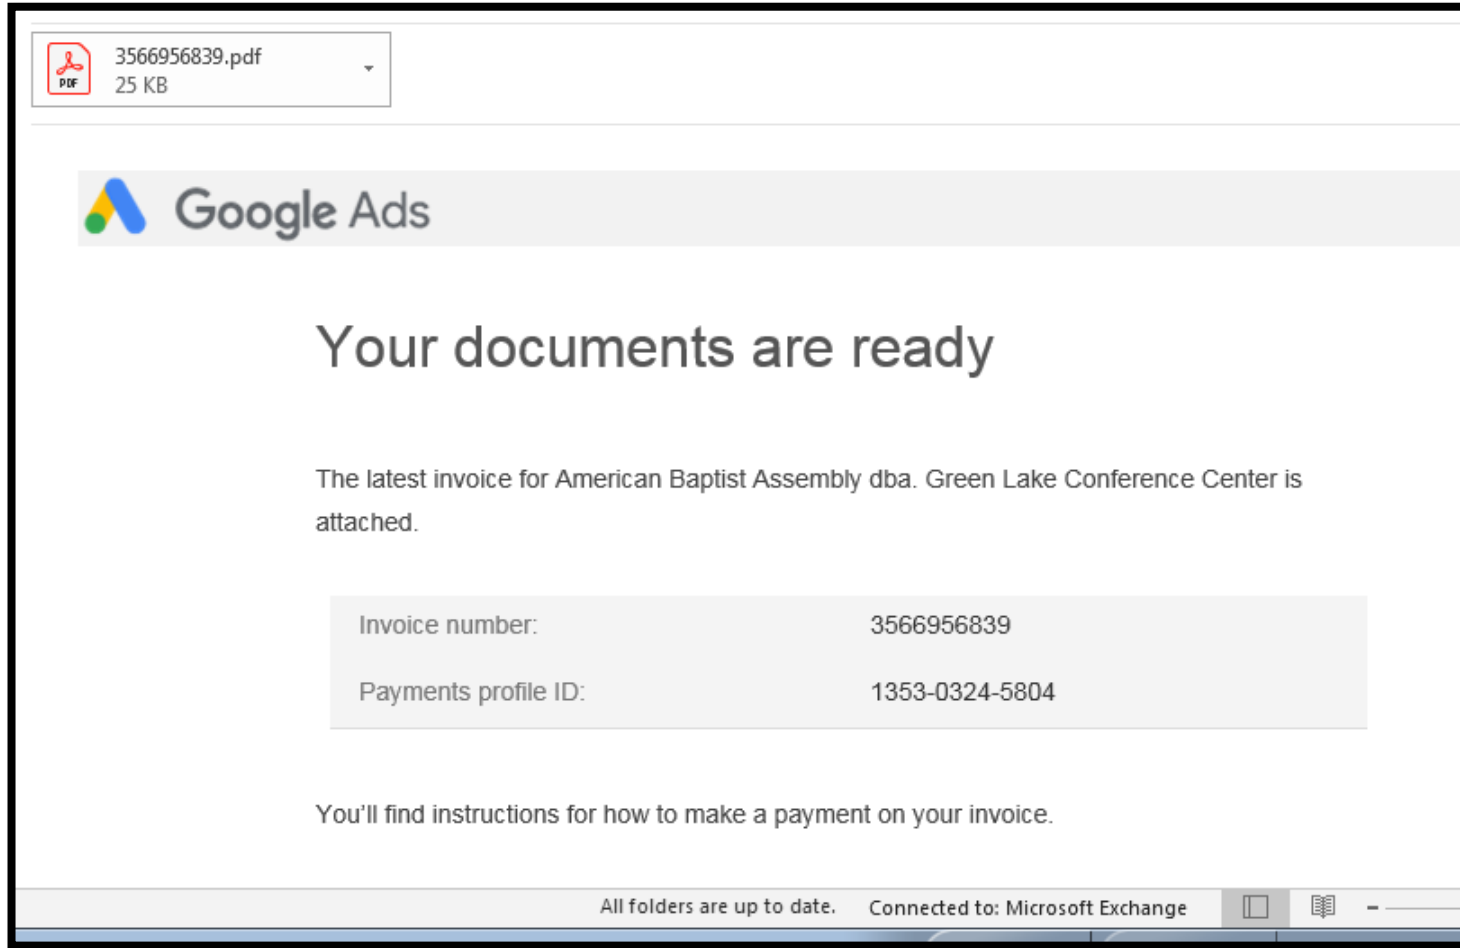 3566956839.pdf
25 KB
PDF
Google Ads
Your documents are ready
The latest invoice for American Baptist Assembly dba. Green Lake Conference Center is
attached.
Invoice number: 3566956839
Payments profile ID: 1353-0324-5804
You'll find instructions for how to make a payment on your invoice.
All folders are up to date. Connected to: Microsoft Exchange